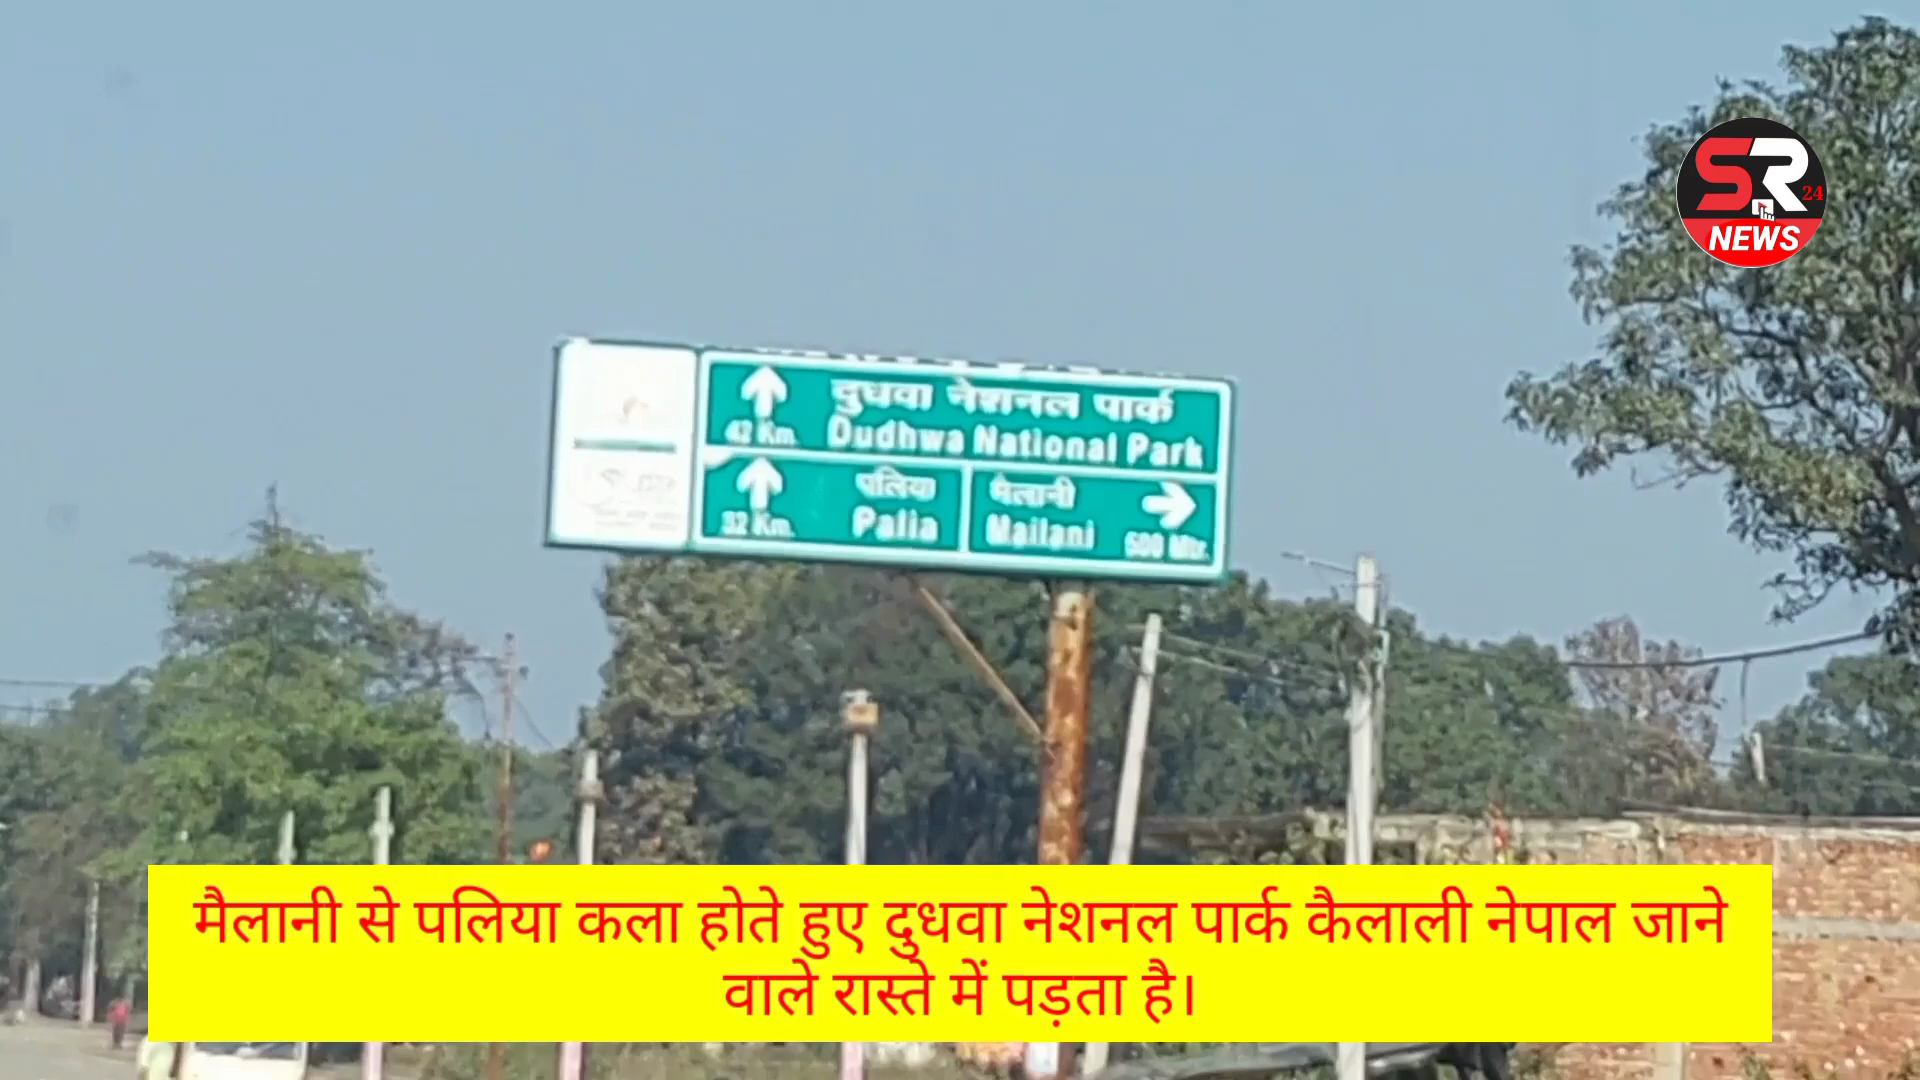 SR 24
NEWS
दुधवा नेशनल पार्क
42 Km. Dudhwa National Park
पलिया मैलानी
32 Km. Palia Mailani 500 Mtr.
मैलानी से पलिया कला होते हुए दुधवा नेशनल पार्क कैलाली नेपाल जाने
वाले रास्ते में पड़ता है।